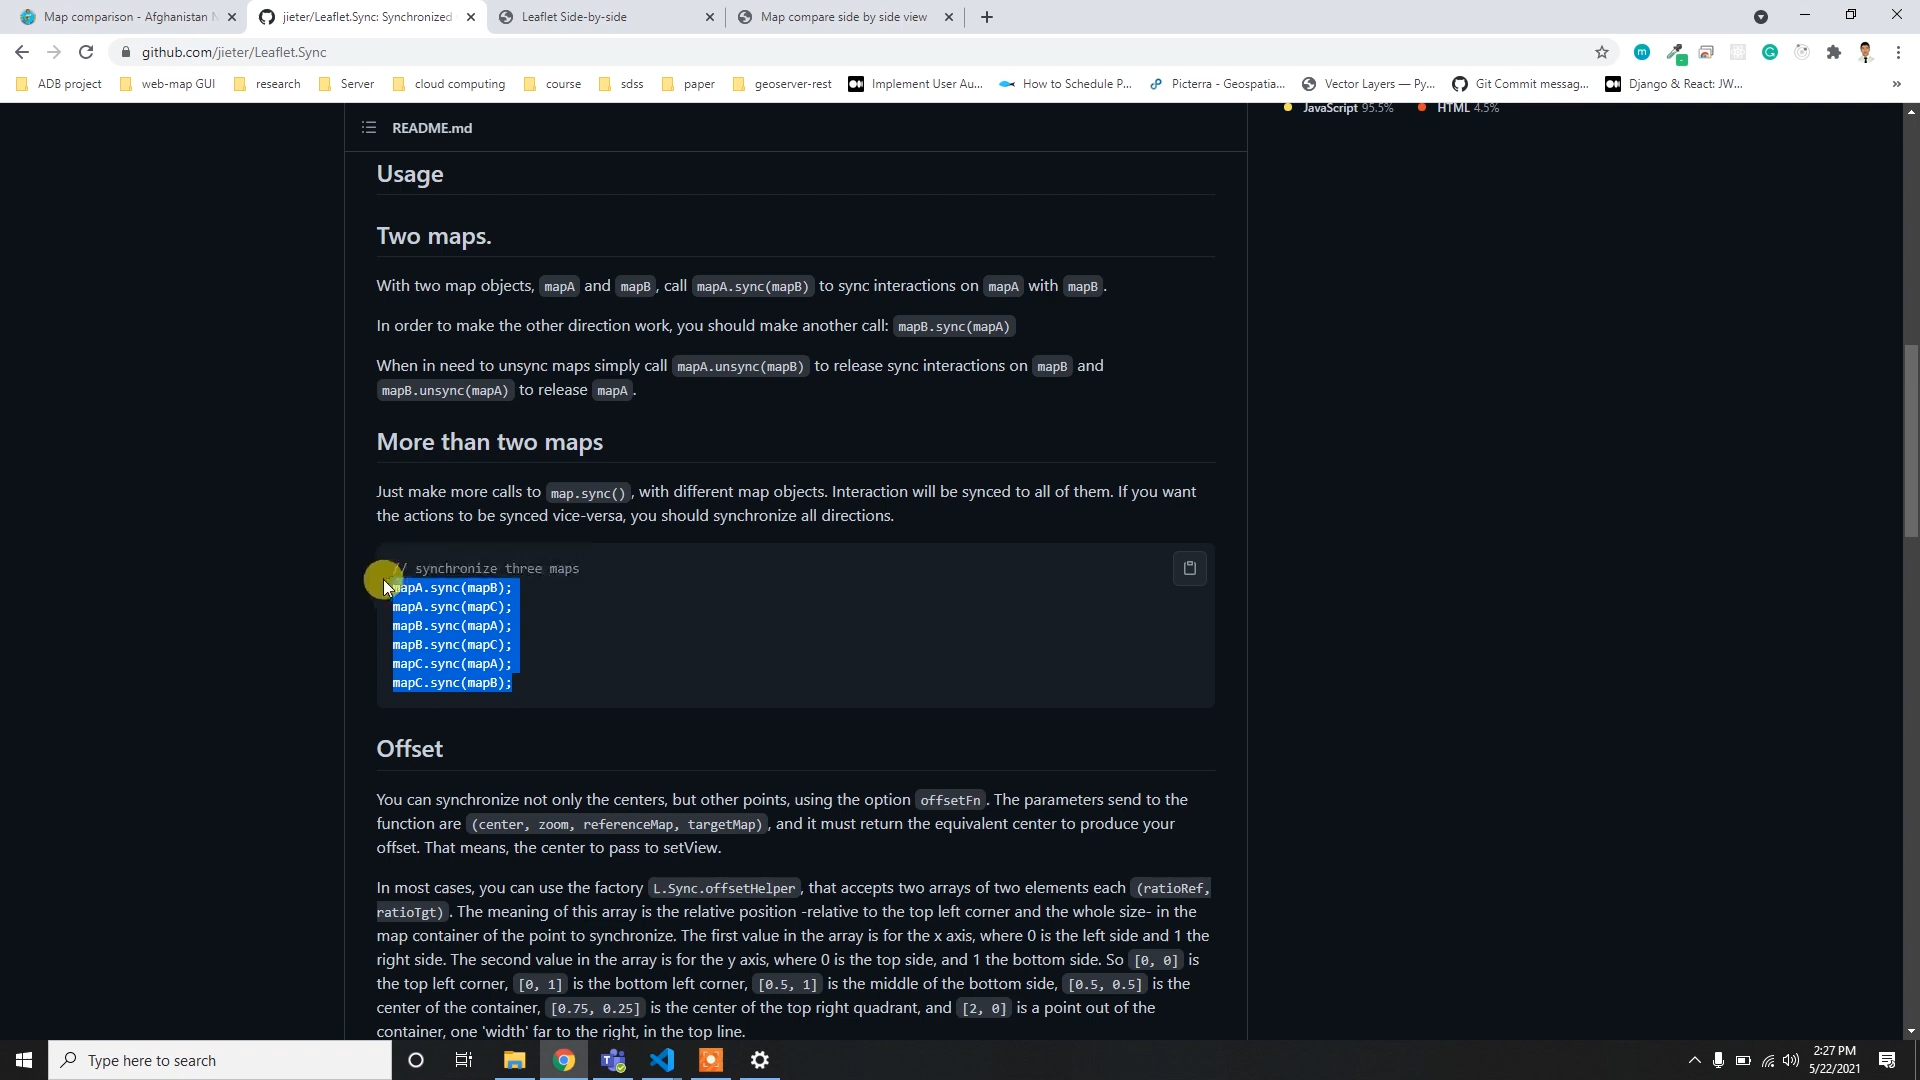 Map comparison - Afghanistan N
jieter/Leaflet.Sync: Synchronized
Leaflet Side-by-side
Map compare side by side view
github.com/jieter/Leaflet.Sync
ADB project
web-map GUI
research
Server
cloud computing
course
sdss
paper
geoserver-rest
Implement User Au...
How to Schedule P...
Picterra - Geospatia...
Vector Layers — Py...
Git Commit messag...
Django & React: JW...
»
JavaScript 95.5%
HTML 4.5%
README.md
Usage
Two maps.
With two map objects, mapA and mapB, call mapA.sync(mapB) to sync interactions on mapA with mapB.
In order to make the other direction work, you should make another call: mapB.sync(mapA)
When in need to unsync maps simply call mapA.unsync(mapB) to release sync interactions on mapB and
mapB.unsync(mapA) to release mapA.
More than two maps
Just make more calls to map.sync(), with different map objects. Interaction will be synced to all of them. If you want
the actions to be synced vice-versa, you should synchronize all directions.
// synchronize three maps
mapA.sync(mapB);
mapA.sync(mapC);
mapB.sync(mapA);
mapB.sync(mapC);
mapC.sync(mapA);
mapC.sync(mapB);
Offset
You can synchronize not only the centers, but other points, using the option offsetFn. The parameters send to the
function are (center, zoom, referenceMap, targetMap), and it must return the equivalent center to produce your
offset. That means, the center to pass to setView.
In most cases, you can use the factory L.Sync.offsetHelper, that accepts two arrays of two elements each (ratioRef,
ratioTgt). The meaning of this array is the relative position -relative to the top left corner and the whole size- in the
map container of the point to synchronize. The first value in the array is for the x axis, where 0 is the left side and 1 the
right side. The second value in the array is for the y axis, where 0 is the top side, and 1 the bottom side. So [0, 0] is
the top left corner, [0, 1] is the bottom left corner, [0.5, 1] is the middle of the bottom side, [0.5, 0.5] is the
center of the container, [0.75, 0.25] is the center of the top right quadrant, and [2, 0] is a point out of the
container, one 'width' far to the right, in the top line.
Type here to search
2:27 PM
5/22/2021